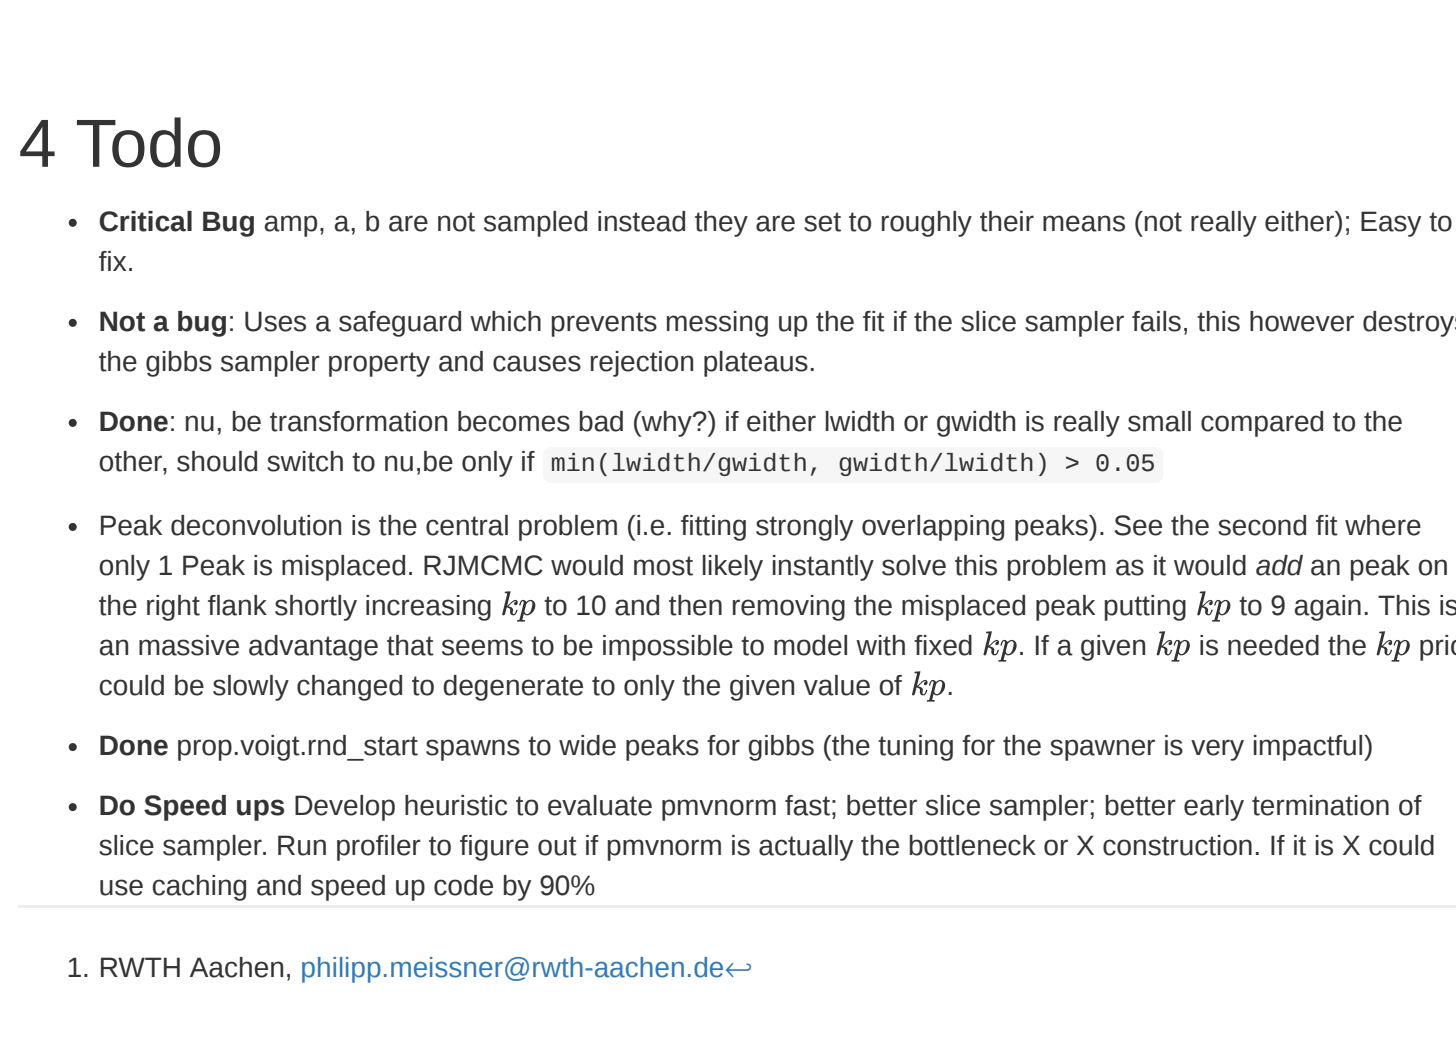 4 Todo
• Critical Bug amp, a, b are not sampled instead they are set to roughly their means (not really either); Easy to
fix.
• Not a bug: Uses a safeguard which prevents messing up the fit if the slice sampler fails, this however destroys
the gibbs sampler property and causes rejection plateaus.
• Done: nu, be transformation becomes bad (why?) if either lwidth or gwidth is really small compared to the
other, should switch to nu,be only if min(lwidth/gwidth, gwidth/lwidth) > 0.05
• Peak deconvolution is the central problem (i.e. fitting strongly overlapping peaks). See the second fit where
only 1 Peak is misplaced. RJMCMC would most likely instantly solve this problem as it would add an peak on
the right flank shortly increasing kp to 10 and then removing the misplaced peak putting kp to 9 again. This is
an massive advantage that seems to be impossible to model with fixed kp. If a given kp is needed the kp
could be slowly changed to degenerate to only the given value of kp.
• Done prop.voigt.rnd_start spawns to wide peaks for gibbs (the tuning for the spawner is very impactful)
• Do Speed ups Develop heuristic to evaluate pmvnorm fast; better slice sampler; better early termination of
slice sampler. Run profiler to figure out if pmvnorm is actually the bottleneck or X construction. If it is X could
use caching and speed up code by 90%
1. RWTH Aachen, philipp.meissner@rwth-aachen.de↩